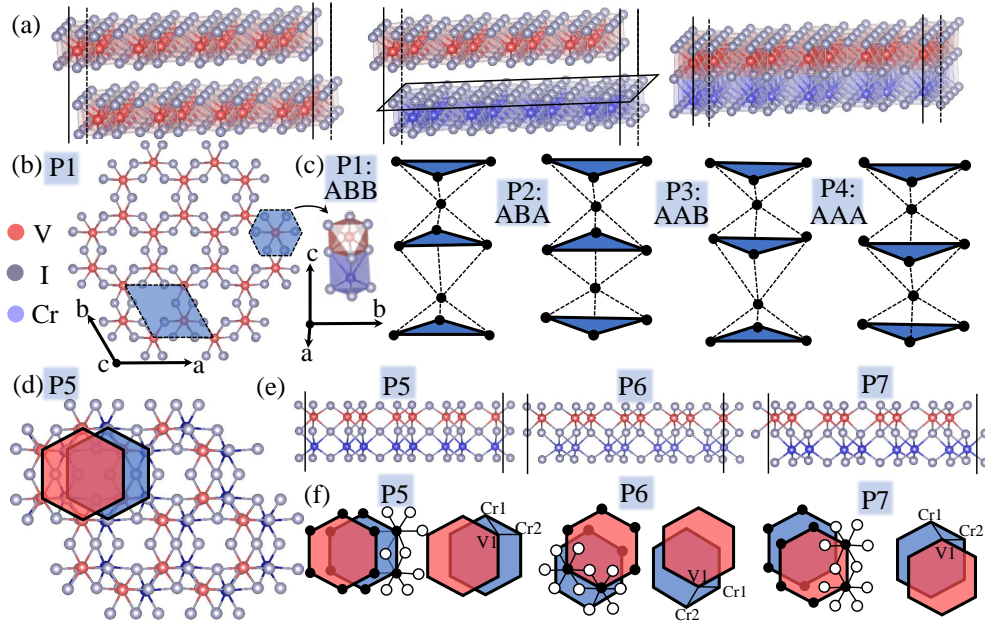 (a)
(b) P1
V
I
Cr
b
c
a
(c)
P1:
ABB
P2:
ABA
P3:
AAB
P4:
AAA
c
b
a
(d) P5
(e)
P5
P6
P7
(f)
P5
P6
P7
Cr1
Cr2
V1
V1
Cr1
Cr2
Cr1
Cr2
V1